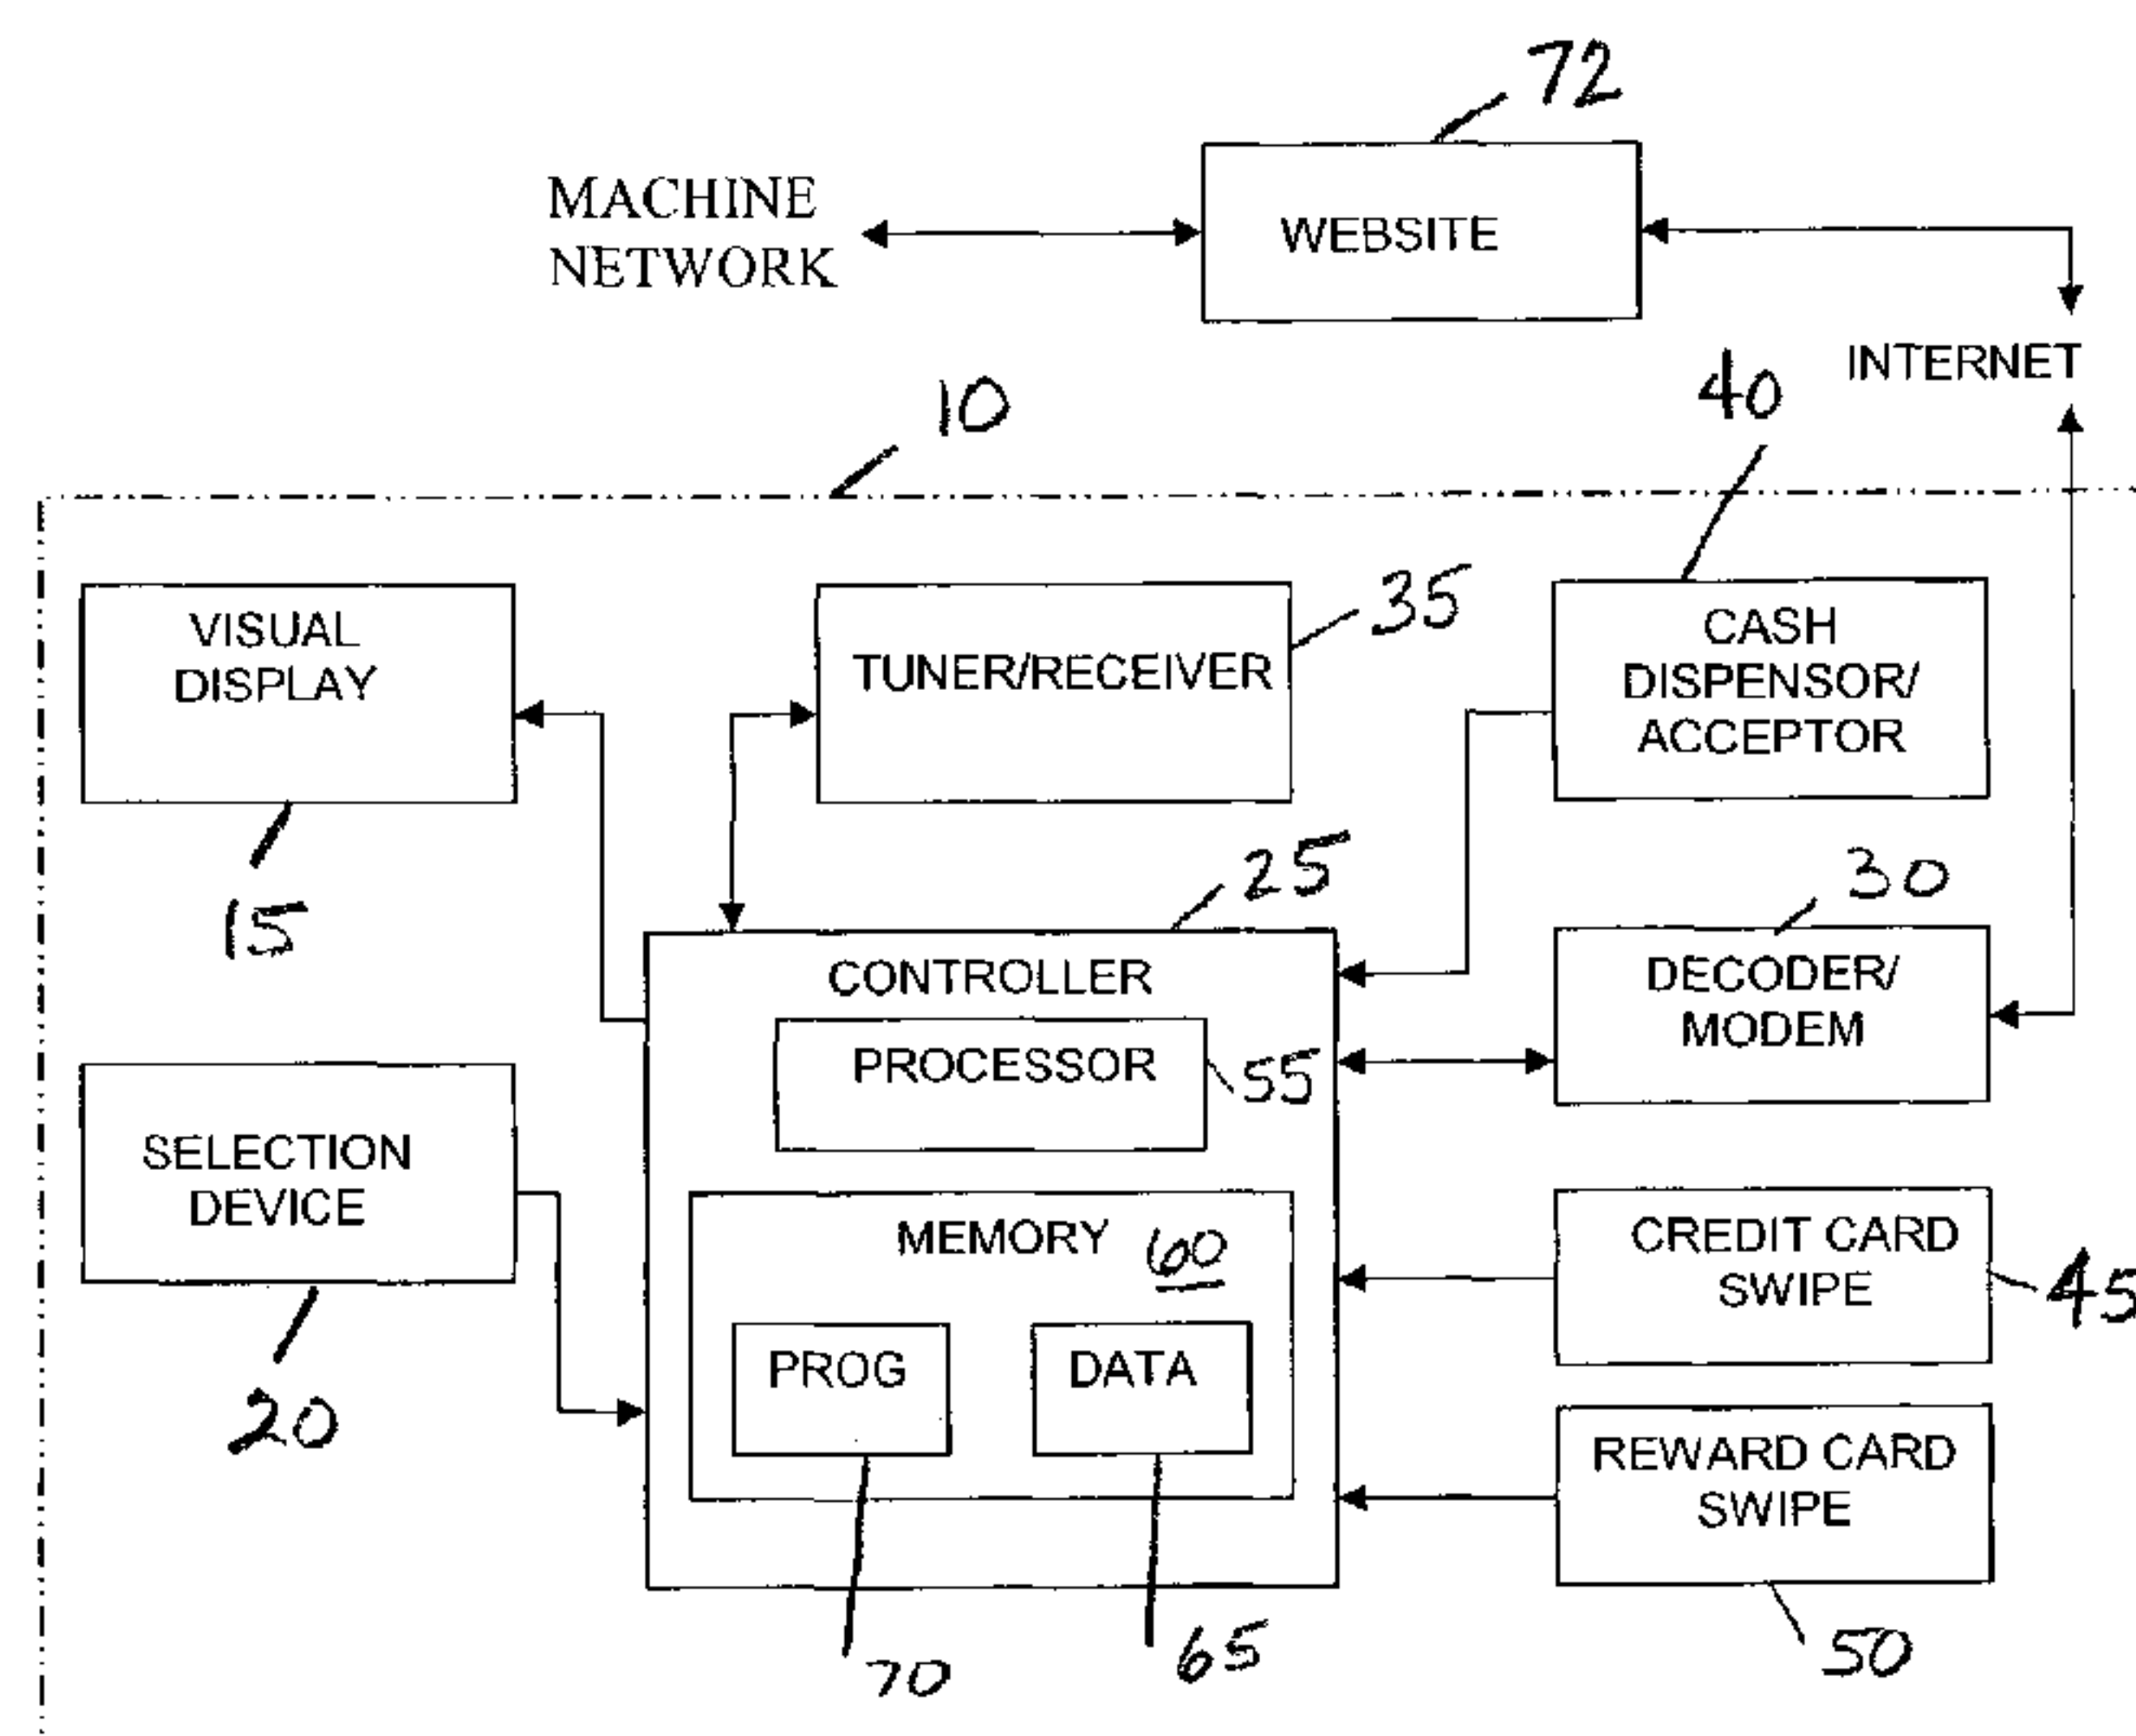 72
MACHINE
NETWORK
WEBSITE
INTERNET
10
40
VISUAL
DISPLAY
TUNER/RECEIVER
35
CASH
DISPENSOR/
ACCEPTOR
15
25
30
CONTROLLER
DECODER/
MODEM
PROCESSOR
55
SELECTION
DEVICE
MEMORY 60
CREDIT CARD
SWIPE
45
PROG
DATA
20
REWARD CARD
SWIPE
70
65
50